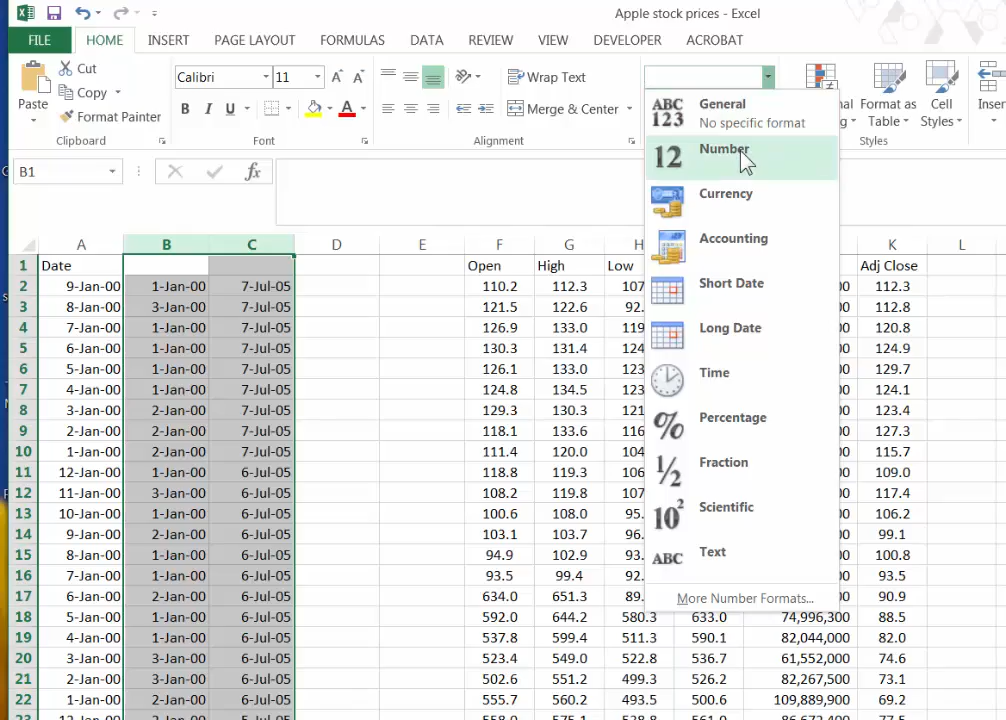 Apple stock prices - Excel
FILE HOME INSERT PAGE LAYOUT FORMULAS DATA REVIEW VIEW DEVELOPER ACROBAT
Paste
Cut
Copy
Format Painter
Clipboard
Calibri 11
B I U
Font
Wrap Text
Merge & Center
Alignment
Format as Table
Cell Styles
Styles
General
No specific format
Number
Currency
Accounting
Short Date
Long Date
Time
Percentage
Fraction
Scientific
Text
More Number Formats...
B1
A B C D E F G H K L
1 Date Open High Low Adj Close
2 9-Jan-00 1-Jan-00 7-Jul-05 110.2 112.3 112.3
3 8-Jan-00 3-Jan-00 7-Jul-05 121.5 122.6 112.8
4 7-Jan-00 1-Jan-00 7-Jul-05 126.9 133.0 120.8
5 6-Jan-00 1-Jan-00 7-Jul-05 130.3 131.4 124.9
6 5-Jan-00 1-Jan-00 7-Jul-05 126.1 133.0 129.7
7 4-Jan-00 1-Jan-00 7-Jul-05 124.8 134.5 124.1
8 3-Jan-00 2-Jan-00 7-Jul-05 129.3 130.3 123.4
9 2-Jan-00 2-Jan-00 7-Jul-05 118.1 133.6 127.3
10 1-Jan-00 2-Jan-00 7-Jul-05 111.4 120.0 115.7
11 12-Jan-00 1-Jan-00 6-Jul-05 118.8 119.3 109.0
12 11-Jan-00 3-Jan-00 6-Jul-05 108.2 119.8 117.4
13 10-Jan-00 1-Jan-00 6-Jul-05 100.6 108.0 106.2
14 9-Jan-00 2-Jan-00 6-Jul-05 103.1 103.7 99.1
15 8-Jan-00 1-Jan-00 6-Jul-05 94.9 102.9 100.8
16 7-Jan-00 1-Jan-00 6-Jul-05 93.5 99.4 93.5
17 6-Jan-00 2-Jan-00 6-Jul-05 634.0 651.3 90.9
18 5-Jan-00 1-Jan-00 6-Jul-05 592.0 644.2 580.3 633.0 74,996,300 88.5
19 4-Jan-00 1-Jan-00 6-Jul-05 537.8 599.4 511.3 590.1 82,044,000 82.0
20 3-Jan-00 3-Jan-00 6-Jul-05 523.4 549.0 522.8 536.7 61,552,000 74.6
21 2-Jan-00 3-Jan-00 6-Jul-05 502.6 551.2 499.3 526.2 82,267,500 73.1
22 1-Jan-00 2-Jan-00 6-Jul-05 555.7 560.2 493.5 500.6 109,889,900 69.2